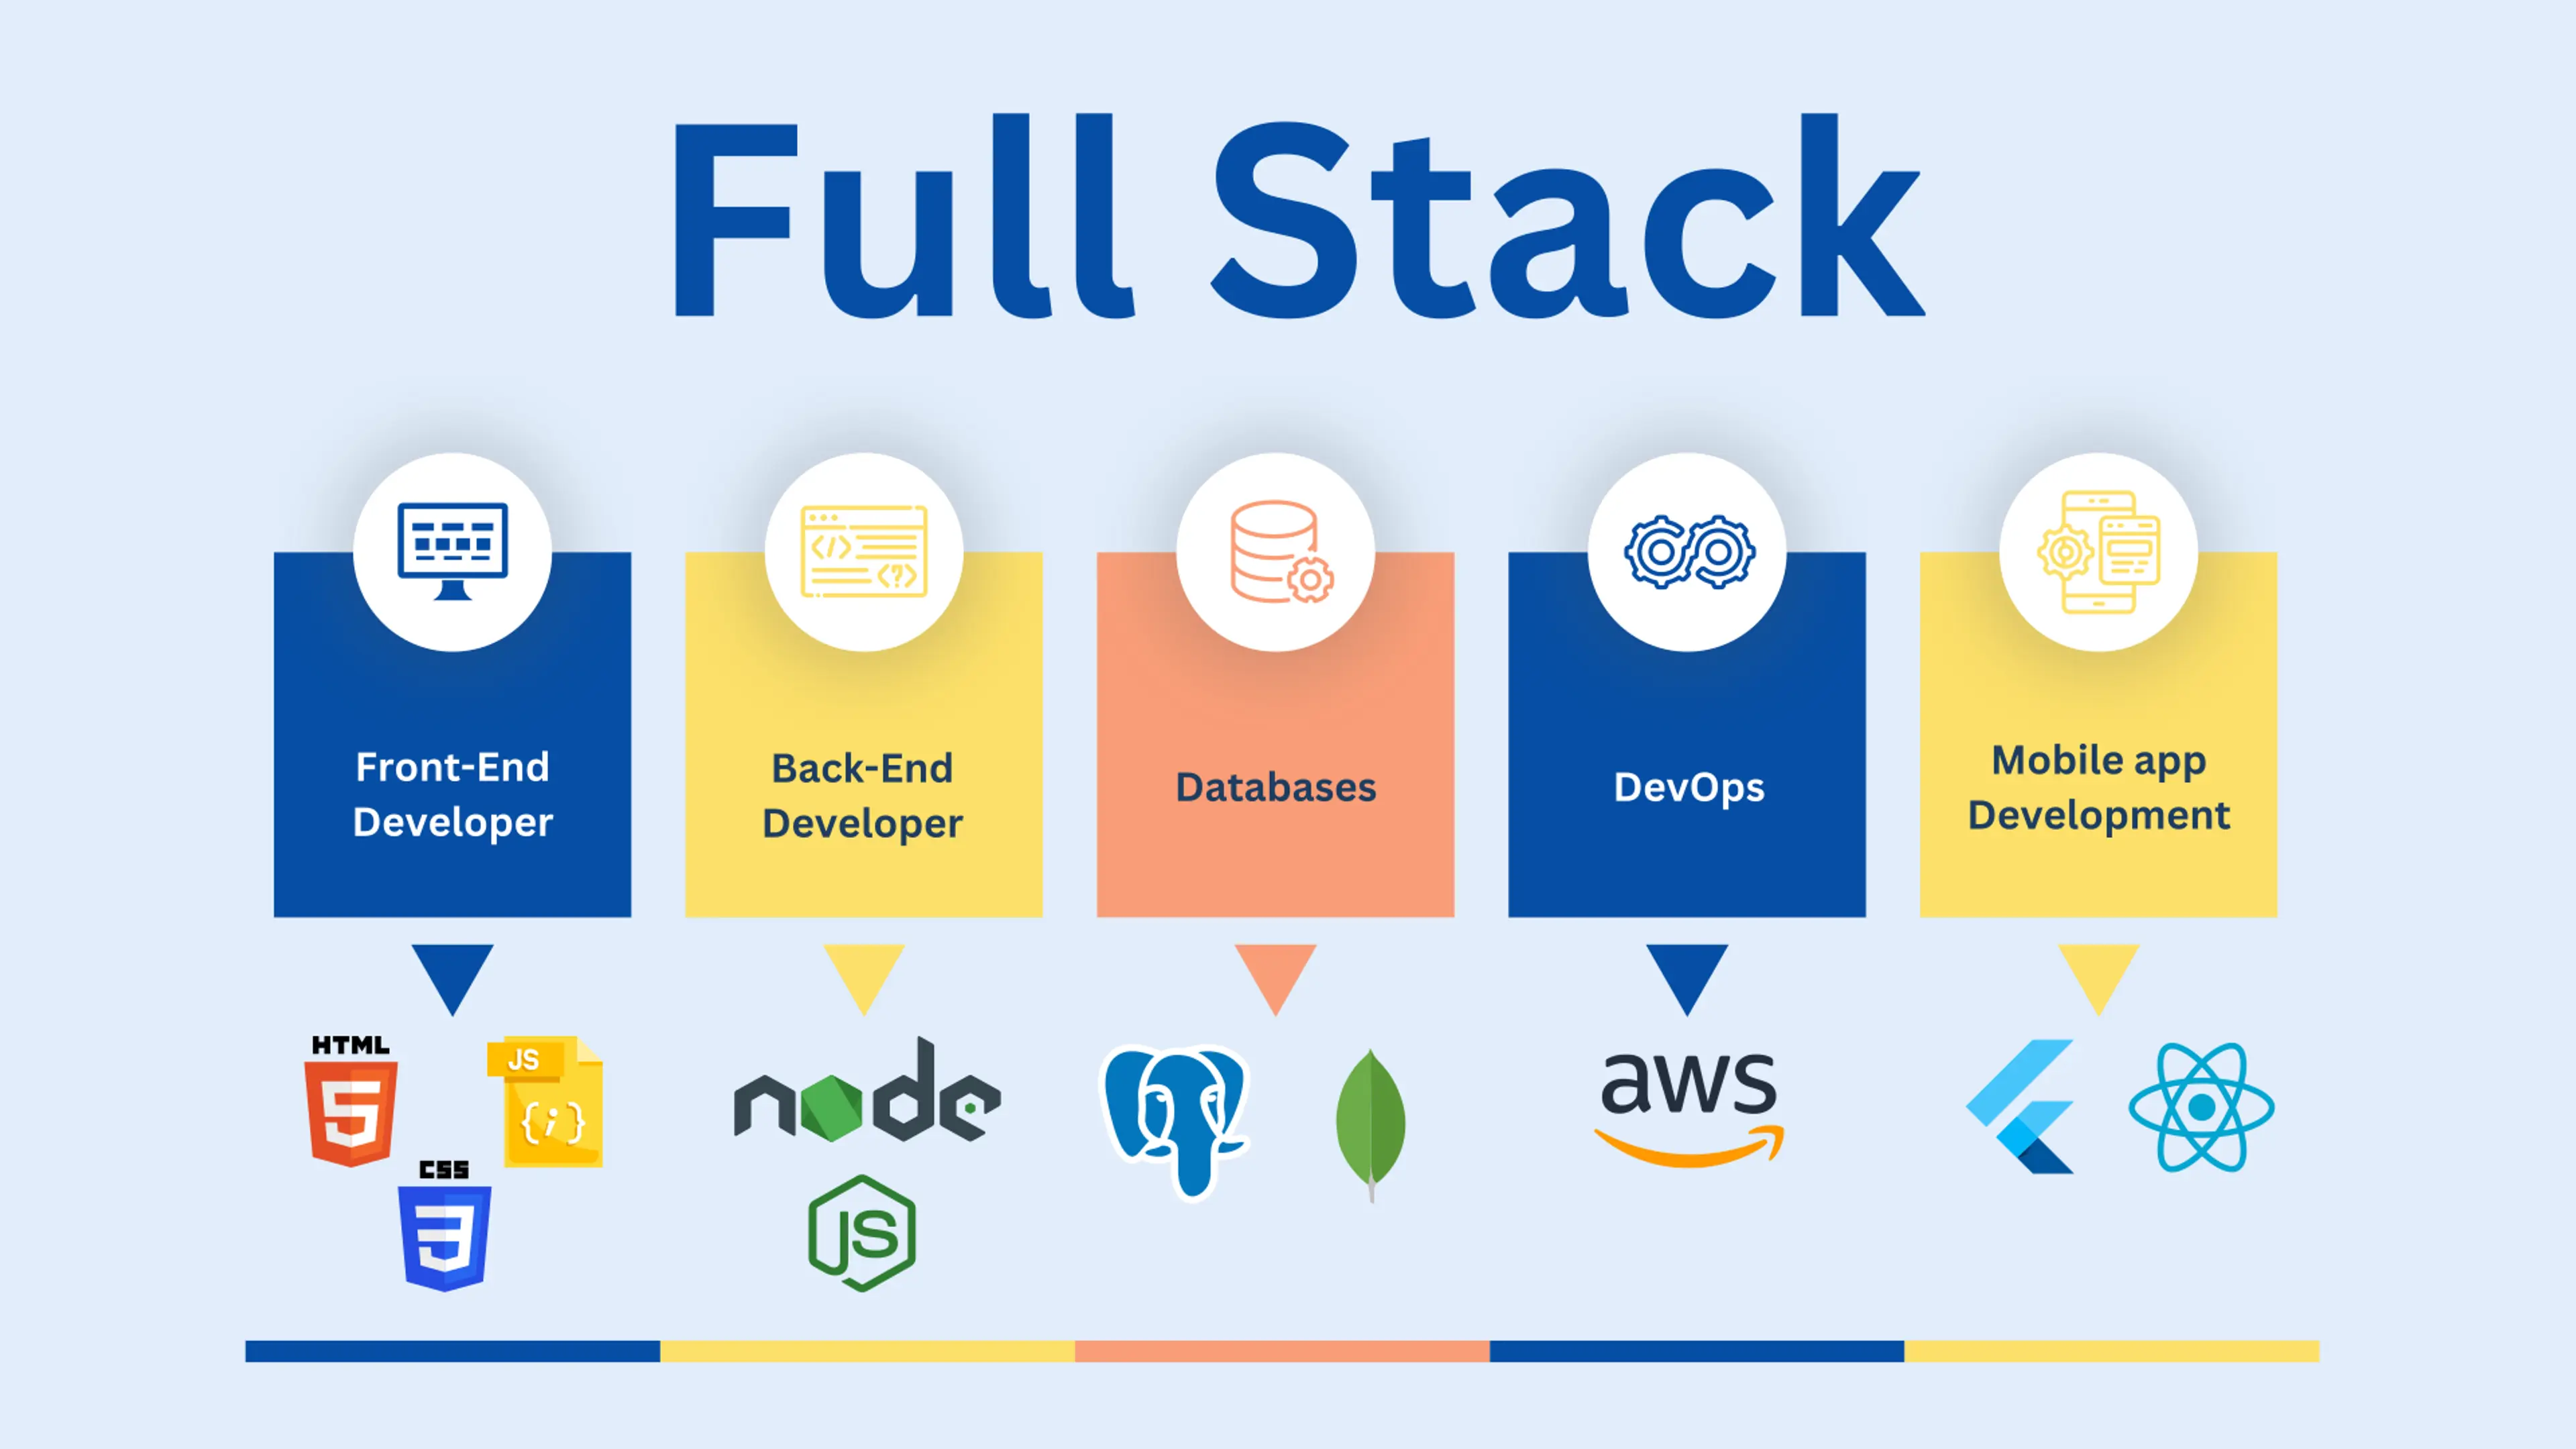 Full Stack
</>
<?>
Front-End
Developer
Back-End
Developer
Databases
DevOps
Mobile app
Development
HTML
5
JS
{;}
CSS
3
node
JS
aws